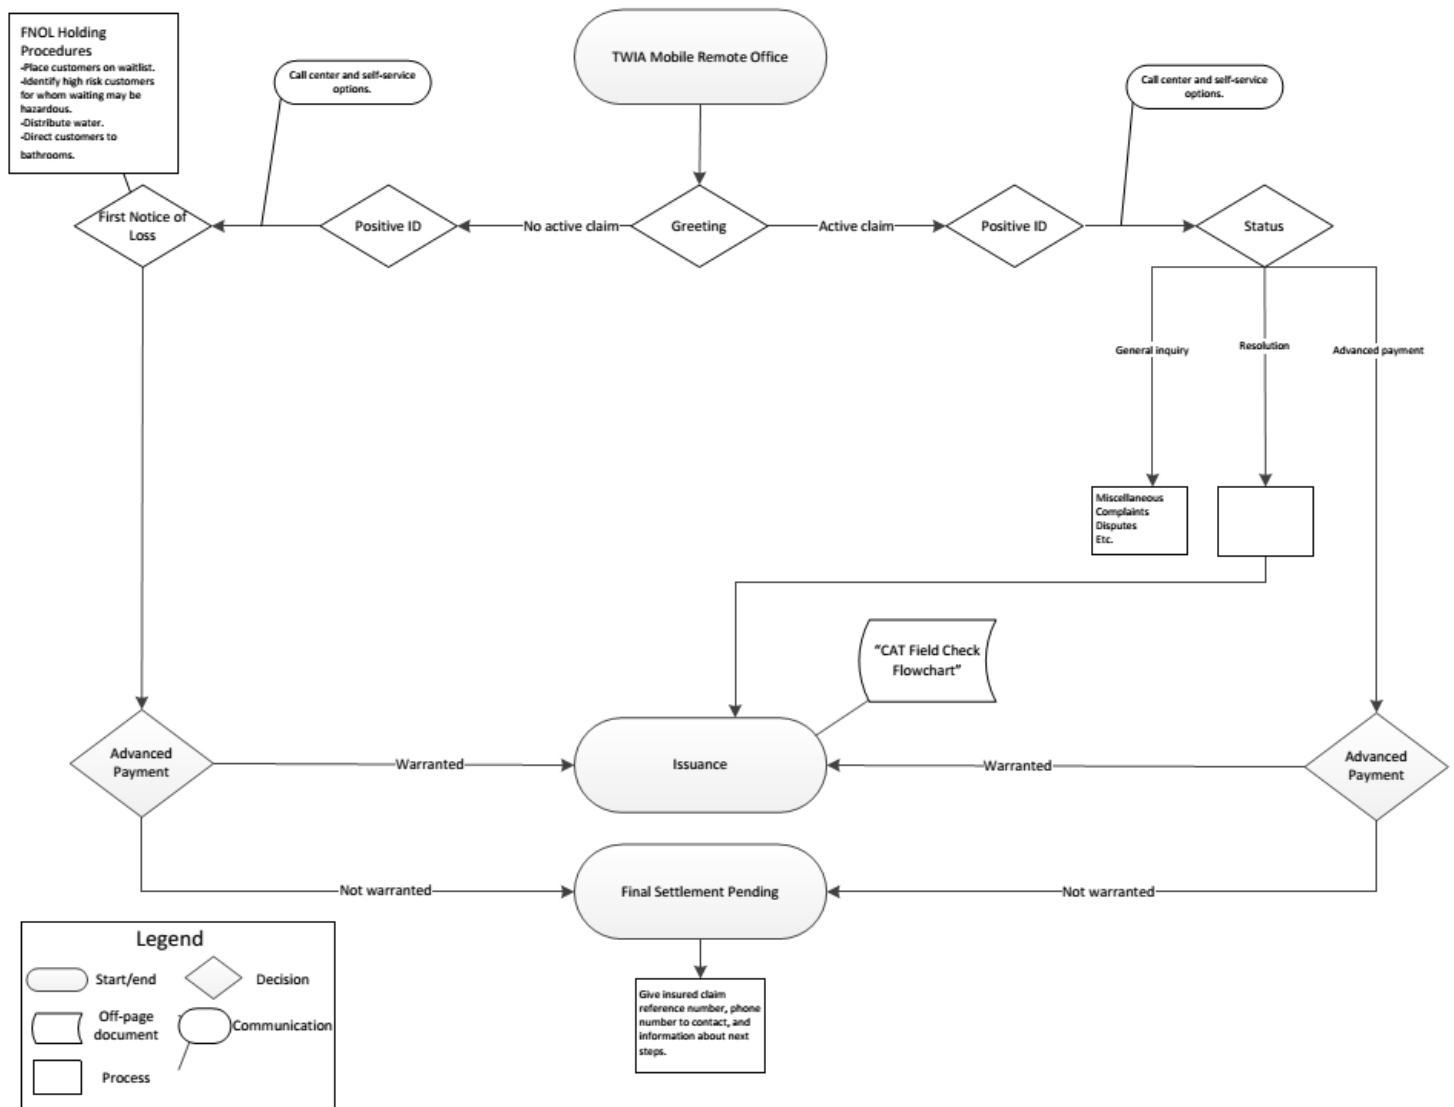 FNOL Holding
Procedures
-Place customers on waitlist.
-Identify high risk customers
for whom waiting may be
hazardous.
-Distribute water.
-Direct customers to
bathrooms.
Call center and self-service
options.
TWIA Mobile Remote Office
Call center and self-service
options.
First Notice of
Loss
Positive ID
No active claim
Greeting
Active claim
Positive ID
Status
General inquiry
Resolution
Advanced payment
Miscellaneous
Complaints
Disputes
Etc.
“CAT Field Check
Flowchart”
Advanced
Payment
Warranted
Issuance
Warranted
Advanced
Payment
Not warranted
Final Settlement Pending
Not warranted
Give insured claim
reference number, phone
number to contact, and
information about next
steps.
Legend
Start/end
Decision
Off-page
document
Communication
Process